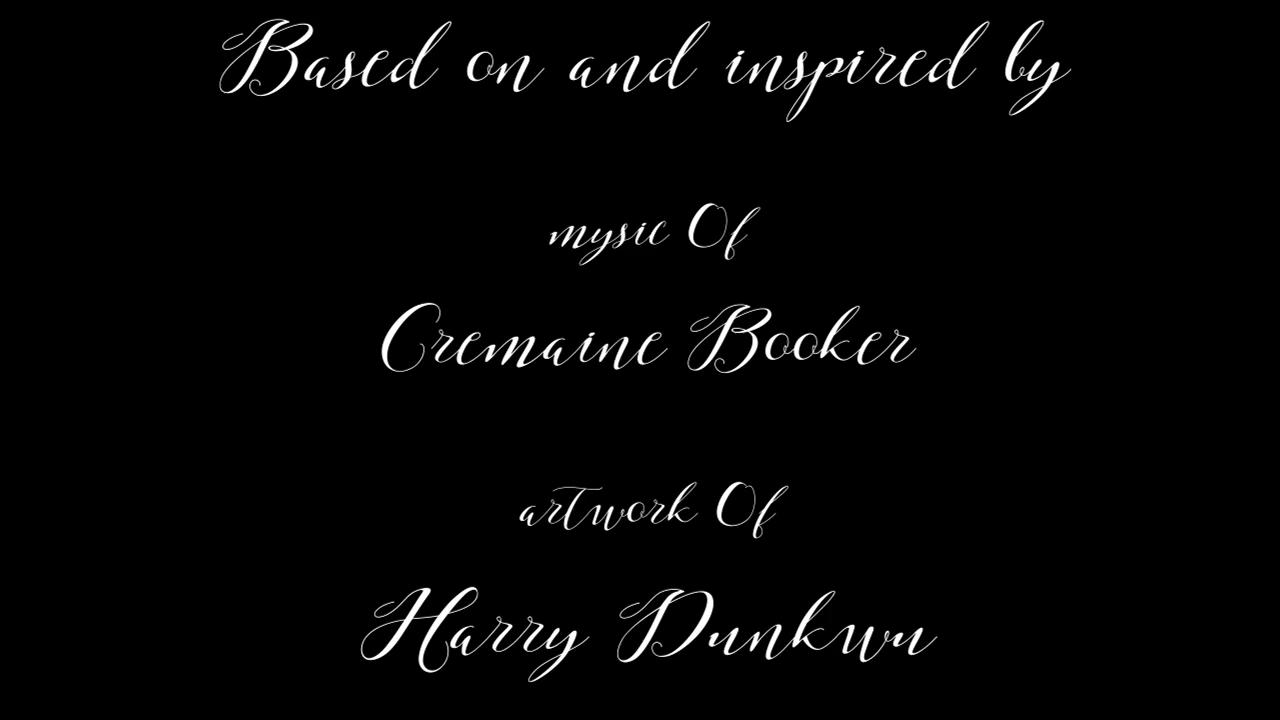 Based on and inspired by
mysic Of
Cremaine Booker
artwork Of
Harry Dunkwu